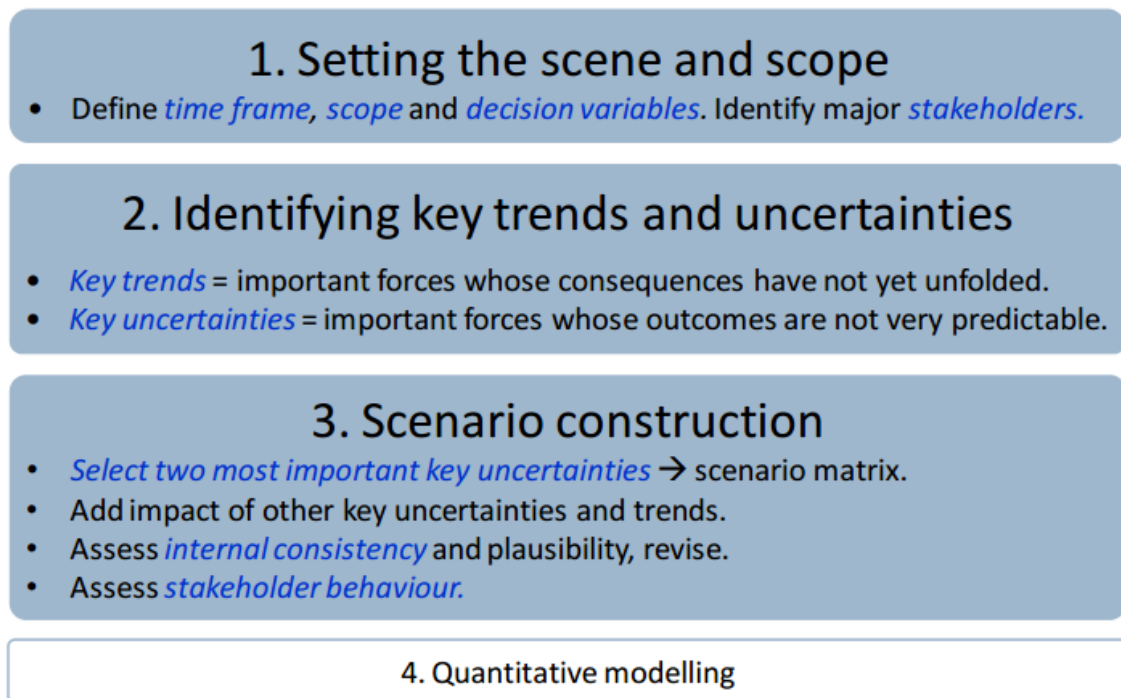 1. Setting the scene and scope
• Define time frame, scope and decision variables. Identify major stakeholders.
2. Identifying key trends and uncertainties
• Key trends = important forces whose consequences have not yet unfolded.
• Key uncertainties = important forces whose outcomes are not very predictable.
3. Scenario construction
• Select two most important key uncertainties → scenario matrix.
• Add impact of other key uncertainties and trends.
• Assess internal consistency and plausibility, revise.
• Assess stakeholder behaviour.
4. Quantitative modelling